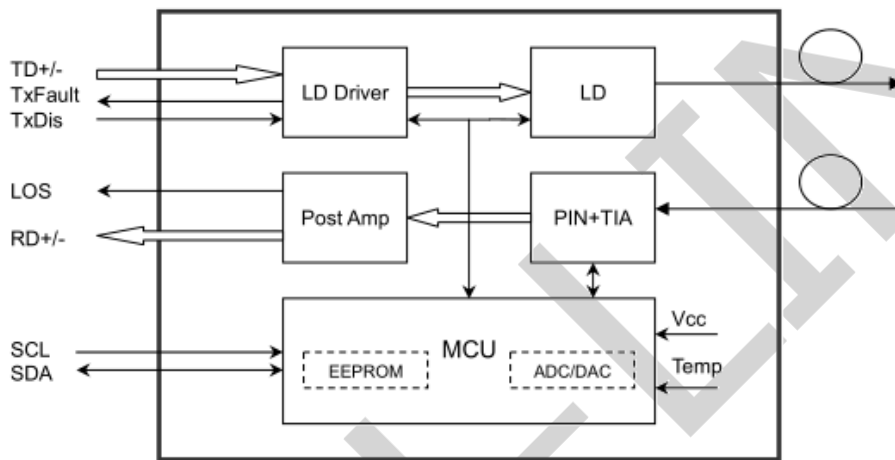 TD+/-
TxFault
TxDis
LD Driver
LD
LOS
RD+/-
Post Amp
PIN+TIA
SCL
SDA
MCU
EEPROM
ADC/DAC
Vcc
Temp